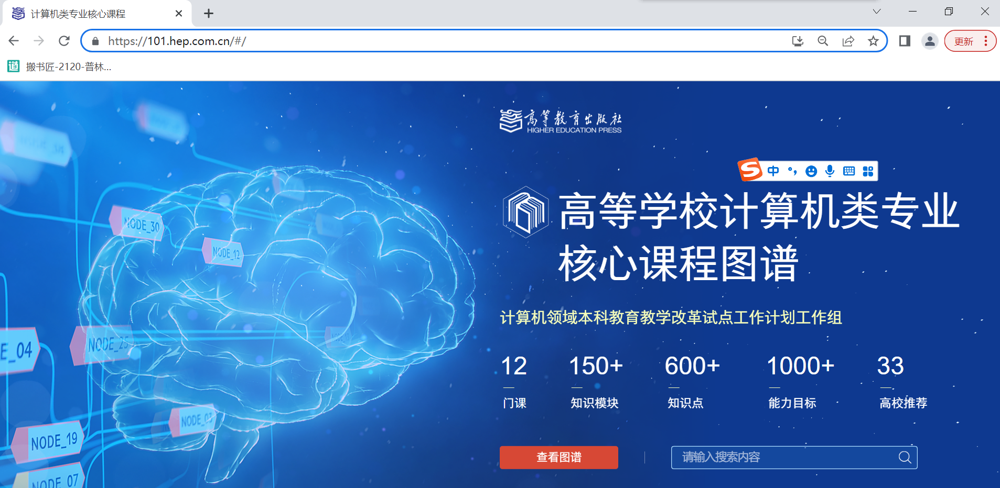 计算机类专业核心课程
https://101.hep.com.cn/#/
更新
搬书匠-2120-普林...
高等教育出版社
HIGHER EDUCATION PRESS
中
高等学校计算机类专业
核心课程图谱
计算机领域本科教育教学改革试点工作计划工作组
12 150+ 600+ 1000+ 33
门课 知识模块 知识点 能力目标 高校推荐
查看图谱 请输入搜索内容
NODE_30
NODE_12
NODE_25
E_04
NODE_19
NODE_07